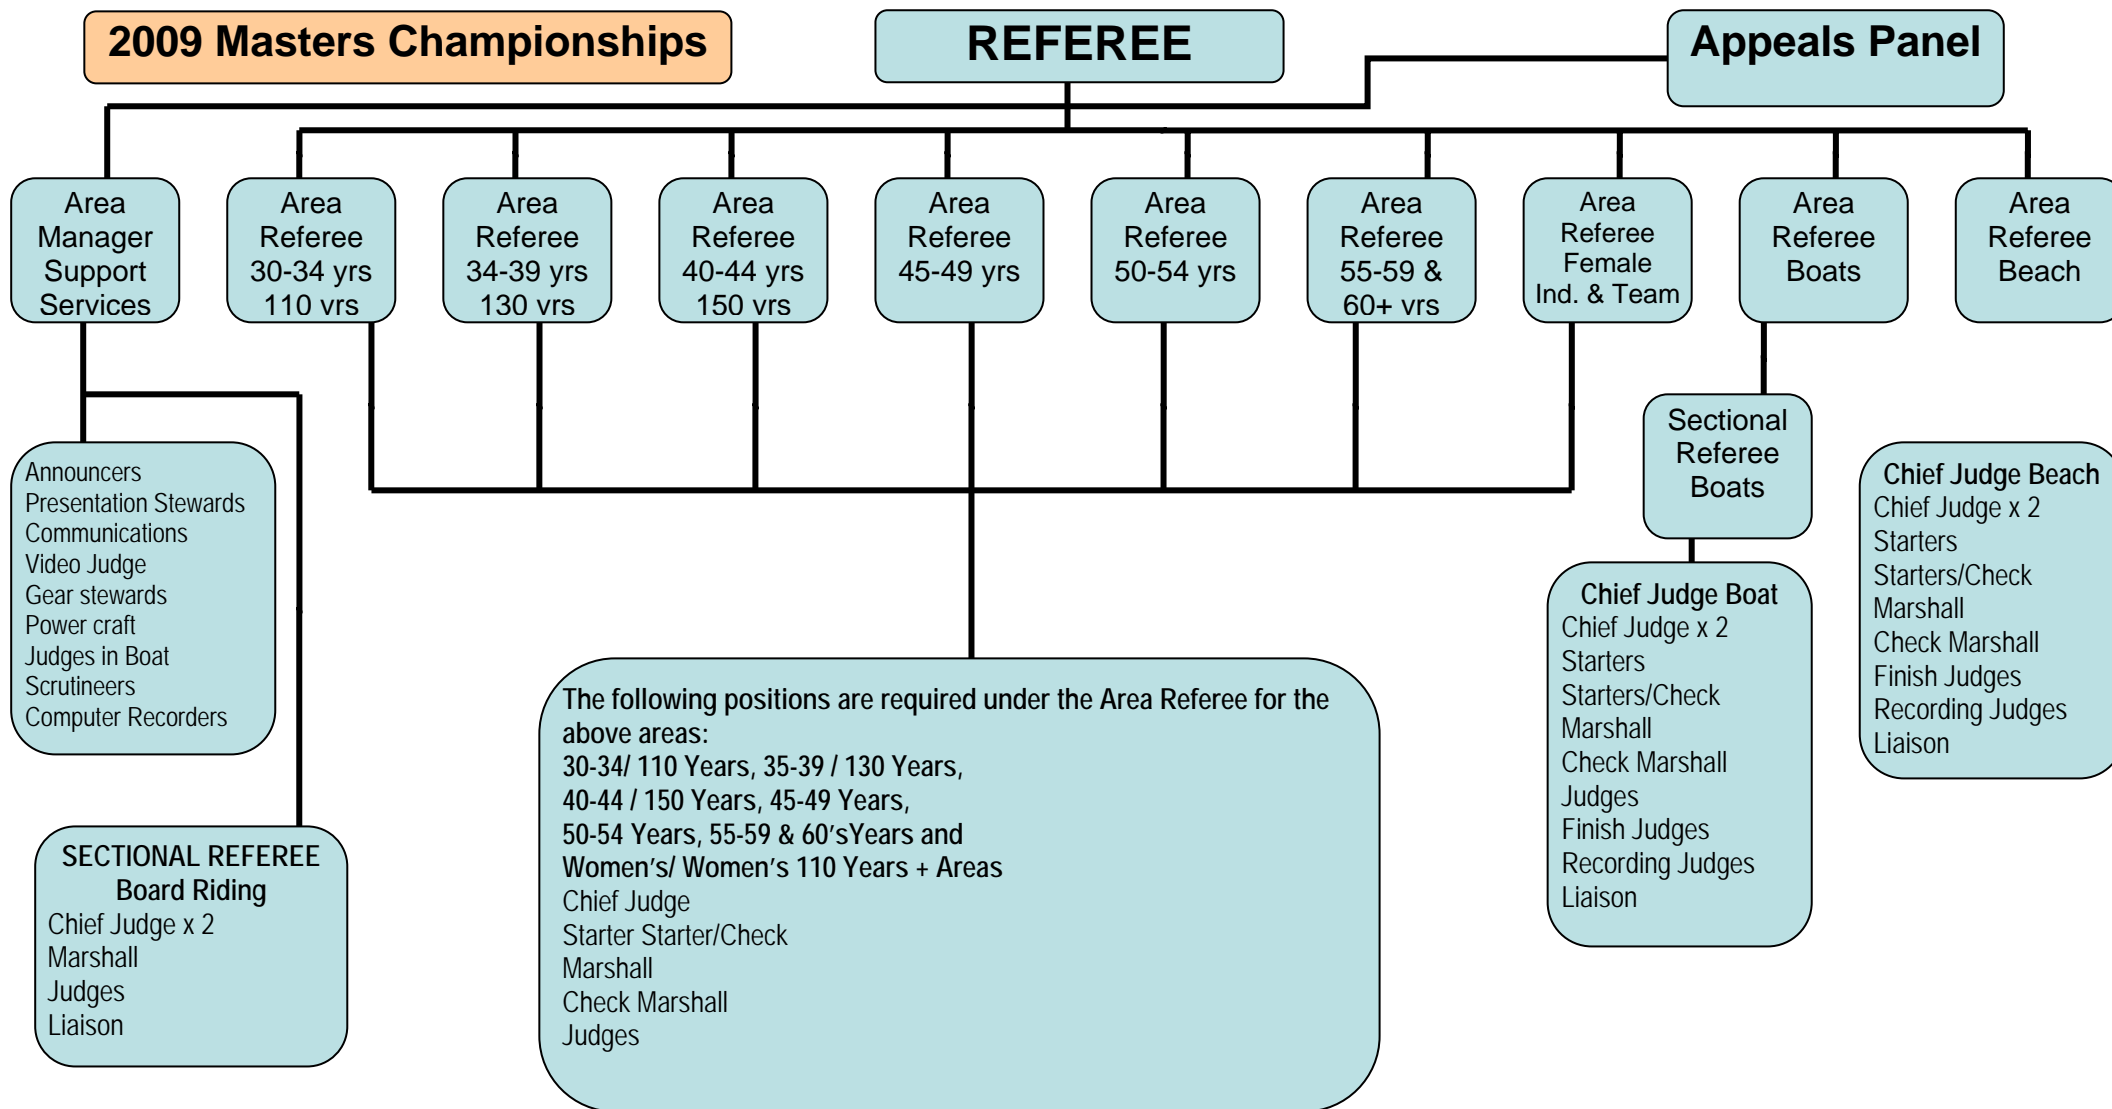 2009 Masters Championships
REFEREE
Appeals Panel
Area
Manager
Support
Services
Area
Referee
30-34 yrs
110 yrs
Area
Referee
34-39 yrs
130 yrs
Area
Referee
40-44 yrs
150 yrs
Area
Referee
45-49 yrs
Area
Referee
50-54 yrs
Area
Referee
55-59 &
60+ yrs
Area
Referee
Female
Ind. & Team
Area
Referee
Boats
Area
Referee
Beach
Announcers
Presentation Stewards
Communications
Video Judge
Gear stewards
Power craft
Judges in Boat
Scrutineers
Computer Recorders
SECTIONAL REFEREE
Board Riding
Chief Judge x 2
Marshall
Judges
Liaison
The following positions are required under the Area Referee for the
above areas:
30-34/ 110 Years, 35-39 / 130 Years,
40-44 / 150 Years, 45-49 Years,
50-54 Years, 55-59 & 60'sYears and
Women's/ Women's 110 Years + Areas
Chief Judge
Starter Starter/Check
Marshall
Check Marshall
Judges
Sectional
Referee
Boats
Chief Judge Boat
Chief Judge x 2
Starters
Starters/Check
Marshall
Check Marshall
Judges
Finish Judges
Recording Judges
Liaison
Chief Judge Beach
Chief Judge x 2
Starters
Starters/Check
Marshall
Check Marshall
Finish Judges
Recording Judges
Liaison